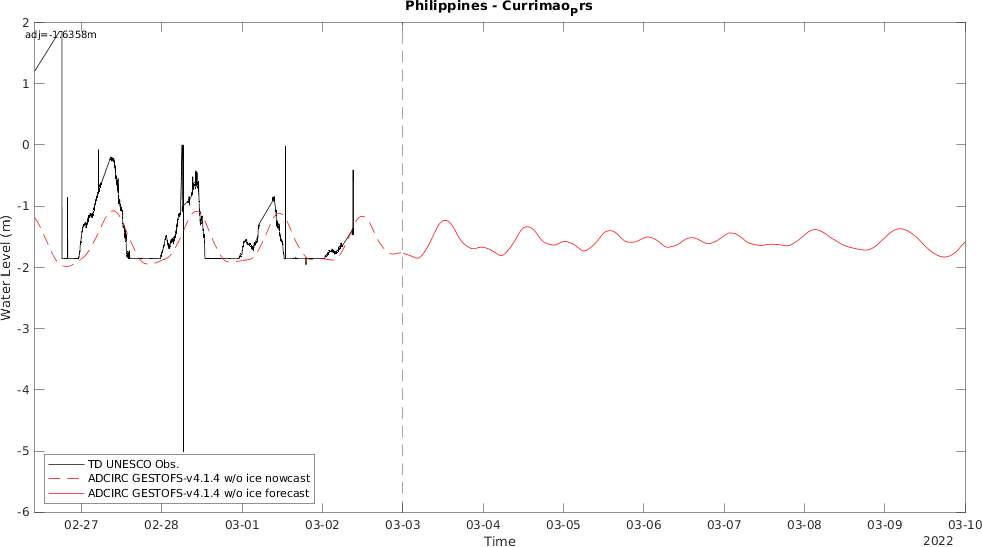 Philippines - Currimaoprs
adj=-1.6358m
2
1
0
-1
-2
-3
-4
-5
-6
Water Level (m)
TD UNESCO Obs.
ADCIRC GESTOFS-v4.1.4 w/o ice nowcast
ADCIRC GESTOFS-v4.1.4 w/o ice forecast
02-27 02-28 03-01 03-02 03-03 03-04 03-05 03-06 03-07 03-08 03-09 03-10
Time
2022